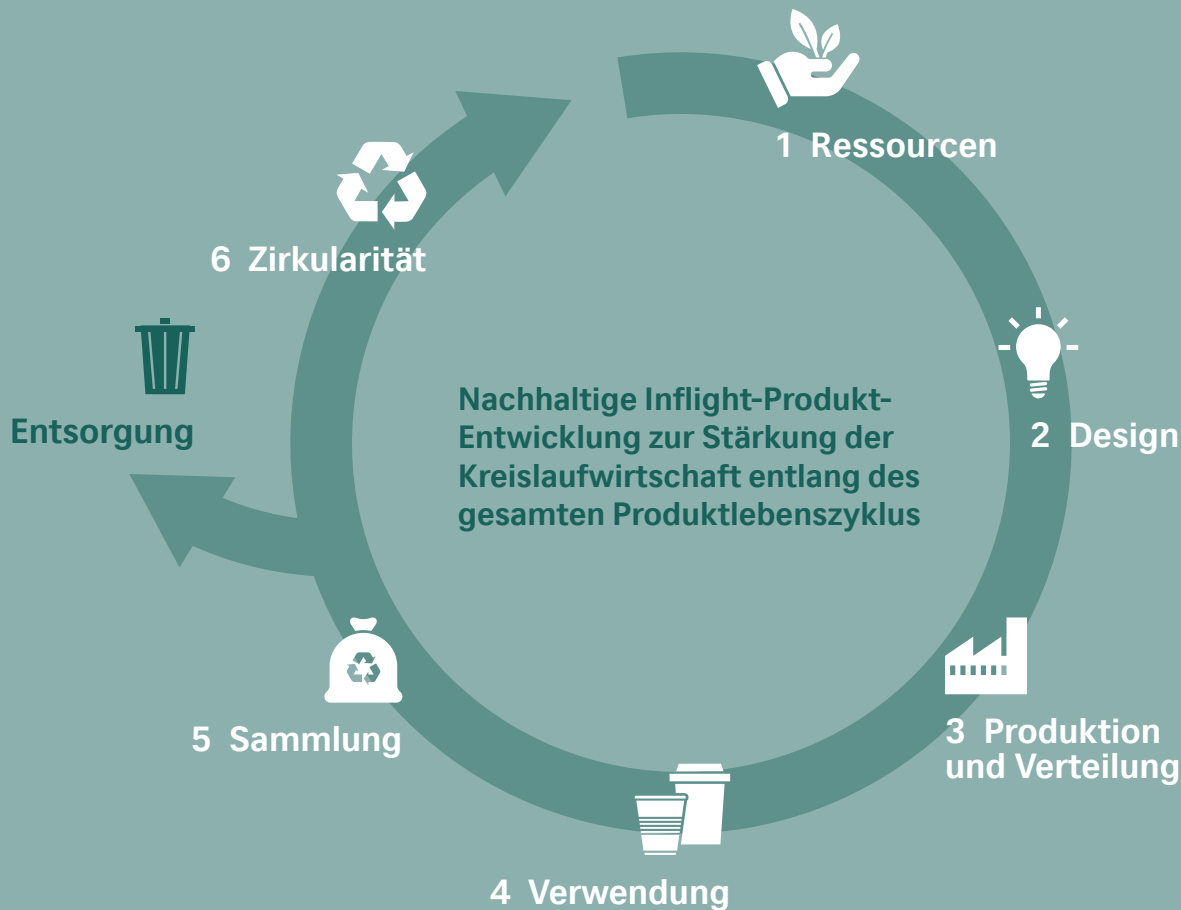 1 Ressourcen
2 Design
3 Produktion
und Verteilung
4 Verwendung
5 Sammlung
6 Zirkularität
Entsorgung
Nachhaltige Inflight-Produkt-
Entwicklung zur Stärkung der
Kreislaufwirtschaft entlang des
gesamten Produktlebenszyklus